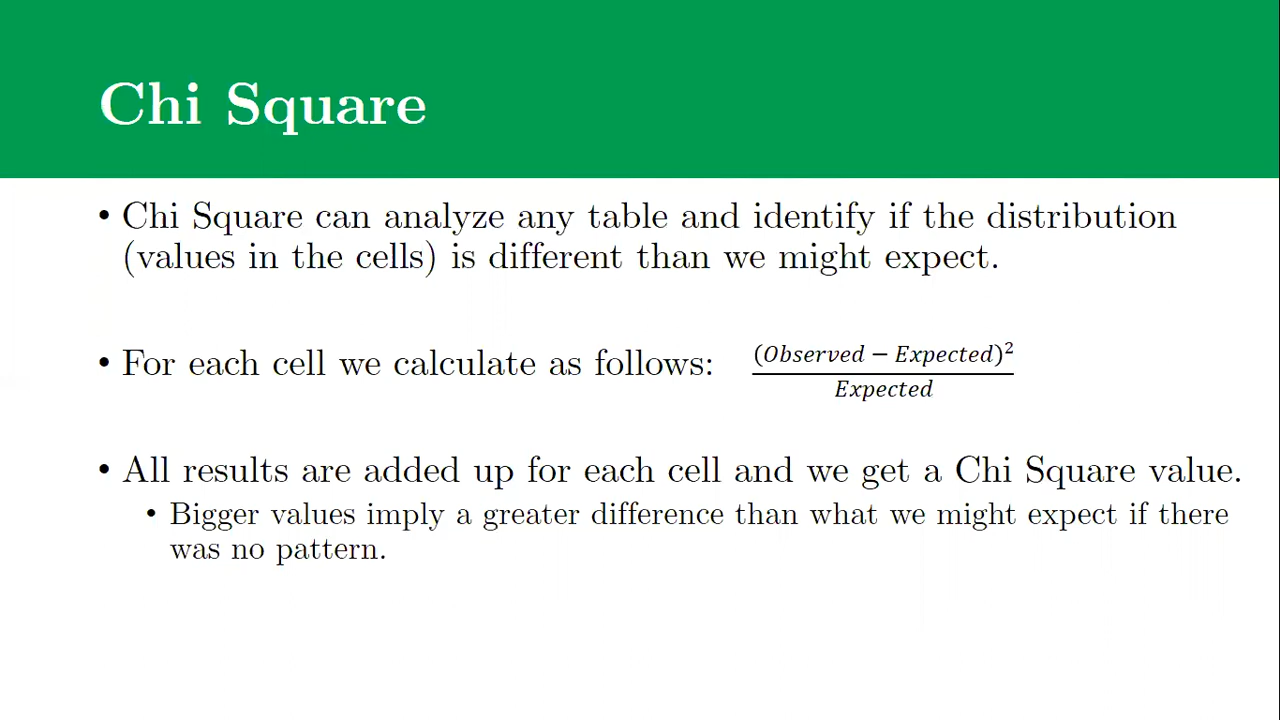 Chi Square
• Chi Square can analyze any table and identify if the distribution
(values in the cells) is different than we might expect.
• For each cell we calculate as follows: (Observed − Expected)² / Expected
• All results are added up for each cell and we get a Chi Square value.
• Bigger values imply a greater difference than what we might expect if there
was no pattern.